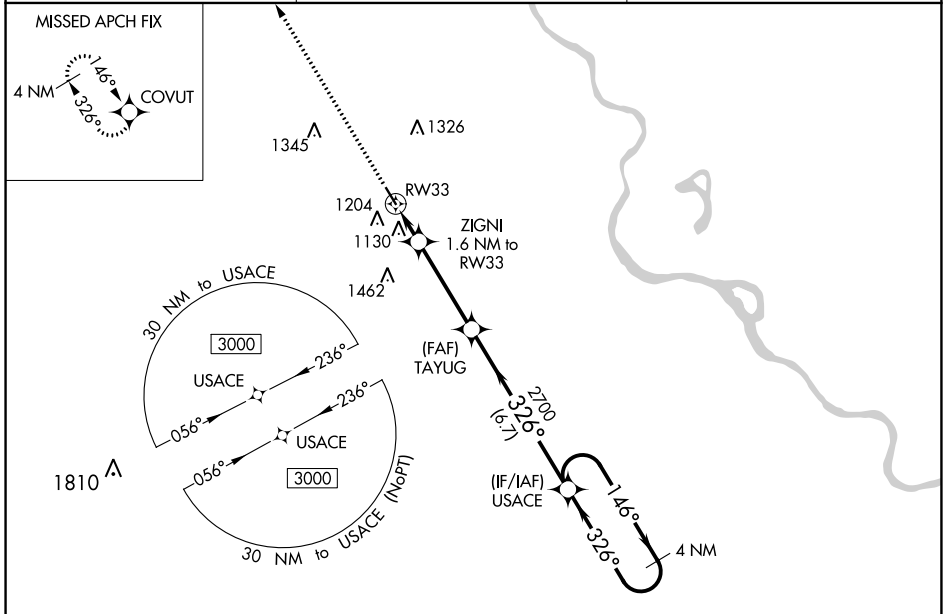 MISSED APCH FIX
146°
4 NM
COVUT
326°
1345
1326
RW33
1204
1130
ZIGNI
1.6 NM to
RW33
1462
30 NM to USACE
3000
(FAF)
TAYUG
USACE
236°
056°
2700
326°
(6.7)
236°
USACE
056°
3000
1810
(IF/IAF)
USACE
146°
326°
4 NM
30 NM to USACE (NoPT)